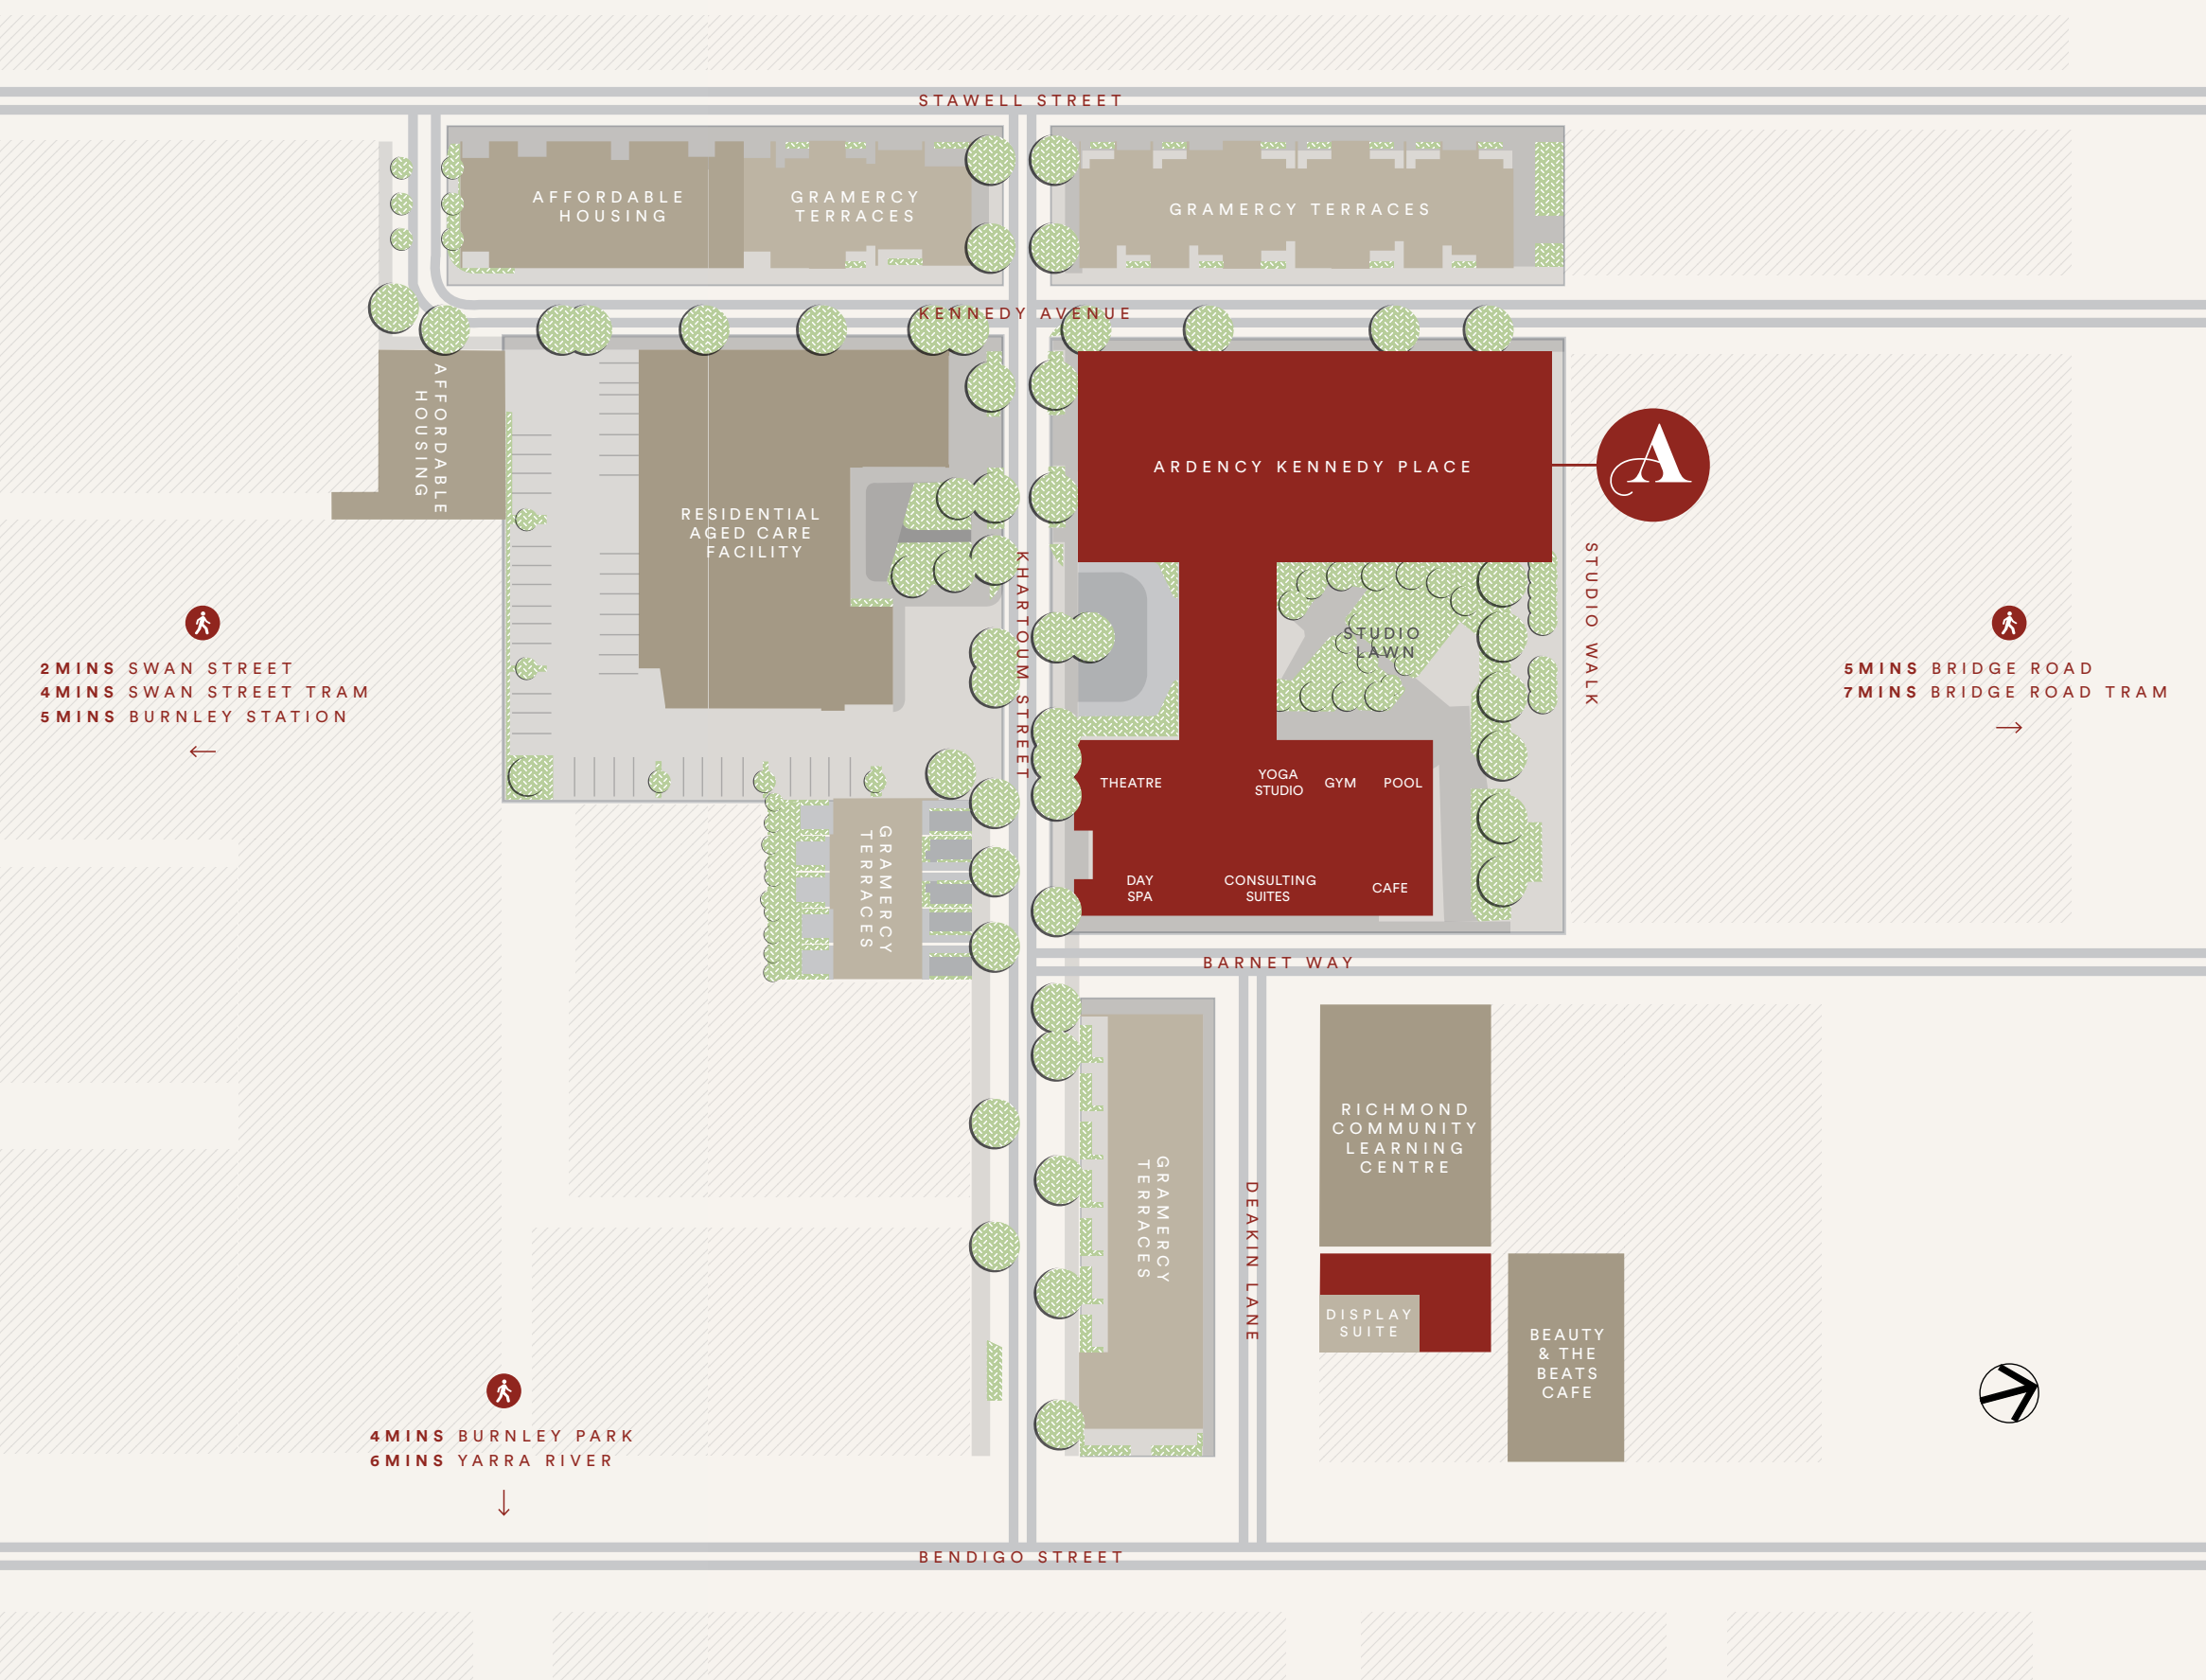 STAWELL STREET
AFFORDABLE
HOUSING
GRAMERCY
TERRACES
GRAMERCY TERRACES
KENNEDY AVENUE
AFFORDABLE
HOUSING
RESIDENTIAL
AGED CARE
FACILITY
ARDENCY KENNEDY PLACE
A
KHARTOUM STREET
STUDIO
LAWN
STUDIO WALK
2MINS SWAN STREET
4MINS SWAN STREET TRAM
5MINS BURNLEY STATION
5MINS BRIDGE ROAD
7MINS BRIDGE ROAD TRAM
THEATRE
YOGA
STUDIO
GYM
POOL
DAY
SPA
CONSULTING
SUITES
CAFE
GRAMERCY
TERRACES
BARNET WAY
GRAMERCY
TERRACES
DEAKIN LANE
RICHMOND
COMMUNITY
LEARNING
CENTRE
DISPLAY
SUITE
BEAUTY
& THE
BEATS
CAFE
4MINS BURNLEY PARK
6MINS YARRA RIVER
BENDIGO STREET